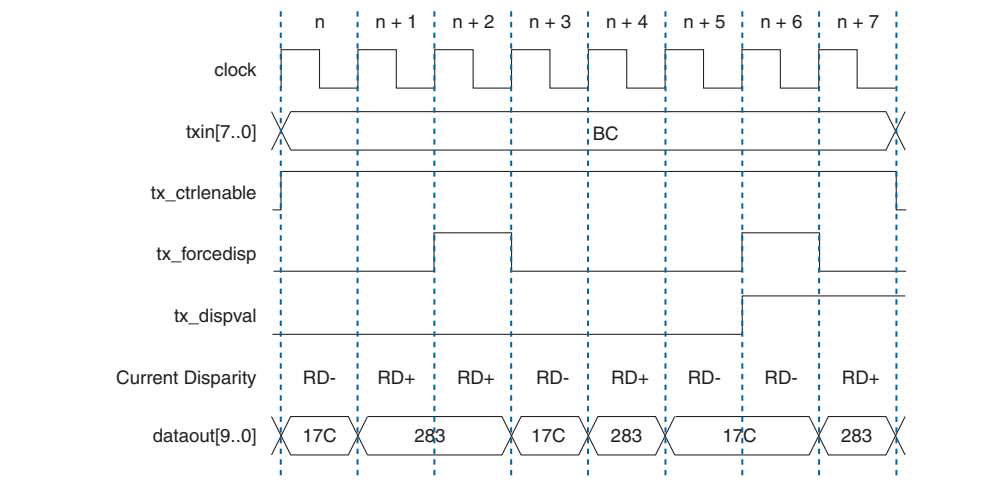 n n + 1 n + 2 n + 3 n + 4 n + 5 n + 6 n + 7
clock
txin[7..0] BC
tx_ctrlenable
tx_forcedisp
tx_dispval
Current Disparity RD- RD+ RD+ RD- RD+ RD- RD- RD+
dataout[9..0] 17C 283 17C 283 17C 283